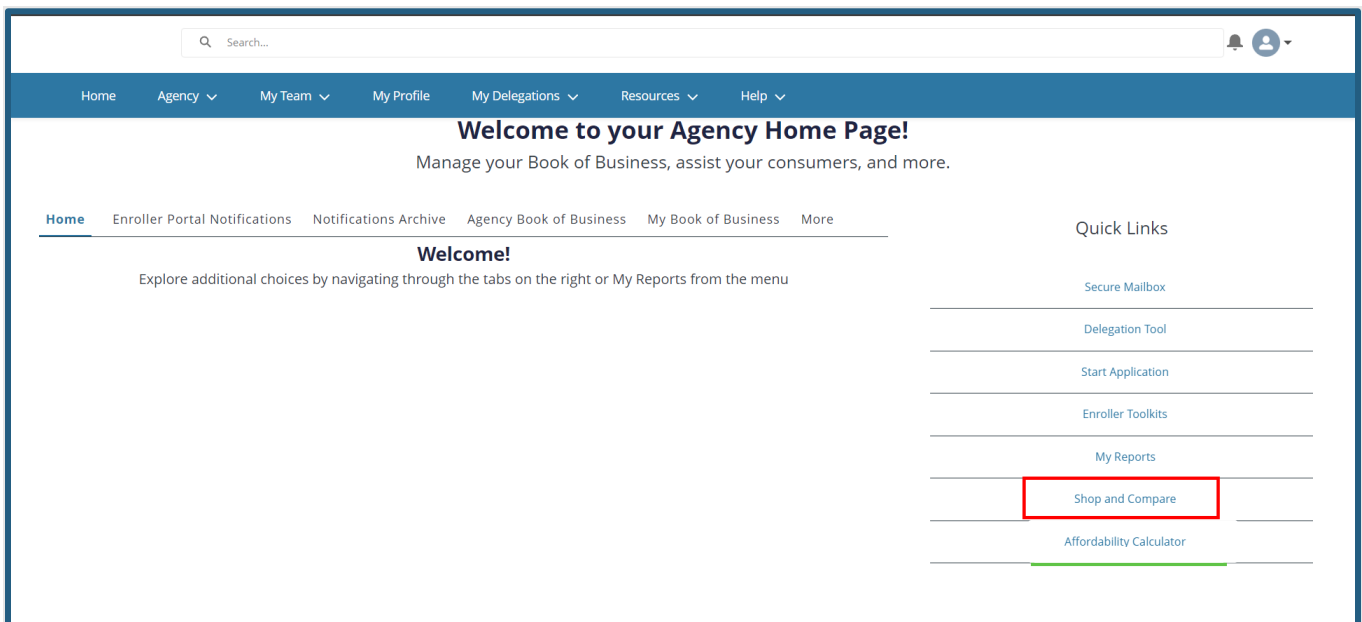 Search...
Home Agency My Team My Profile My Delegations Resources Help
Welcome to your Agency Home Page!
Manage your Book of Business, assist your consumers, and more.
Home Enroller Portal Notifications Notifications Archive Agency Book of Business My Book of Business More
Welcome!
Explore additional choices by navigating through the tabs on the right or My Reports from the menu
Quick Links
Secure Mailbox
Delegation Tool
Start Application
Enroller Toolkits
My Reports
Shop and Compare
Affordability Calculator